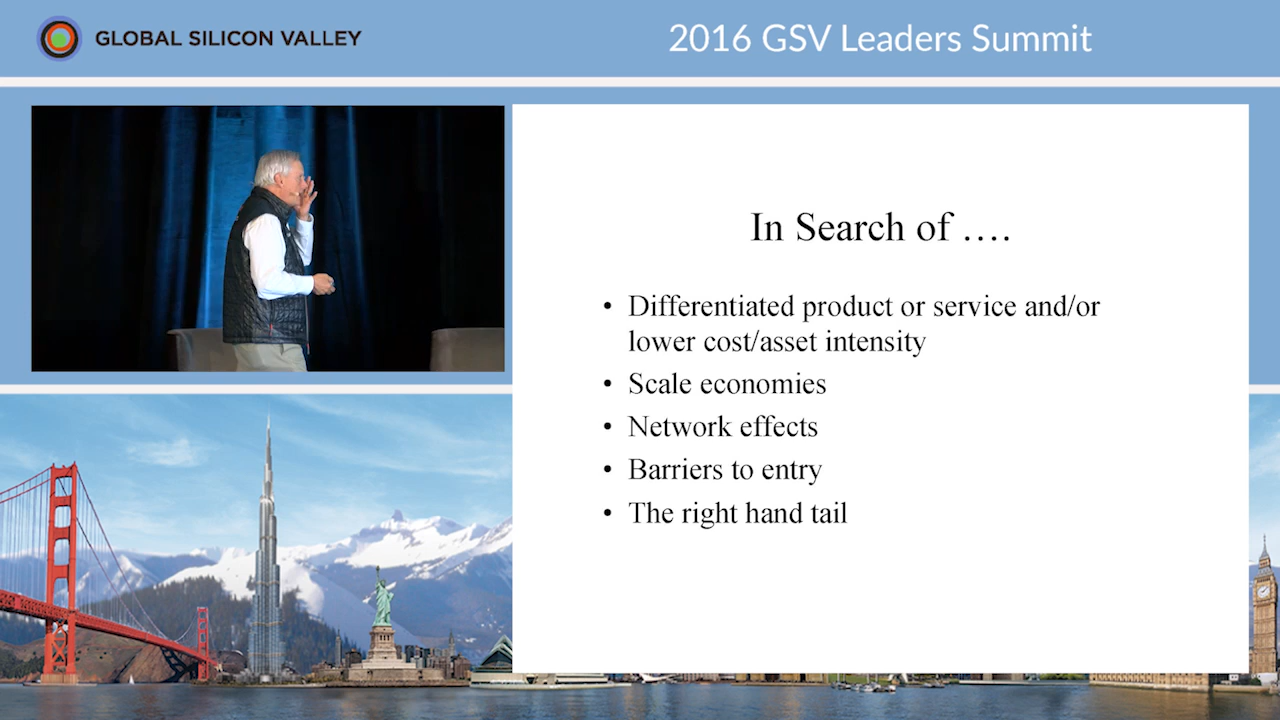 GLOBAL SILICON VALLEY
2016 GSV Leaders Summit
In Search of ....
• Differentiated product or service and/or
lower cost/asset intensity
• Scale economies
• Network effects
• Barriers to entry
• The right hand tail